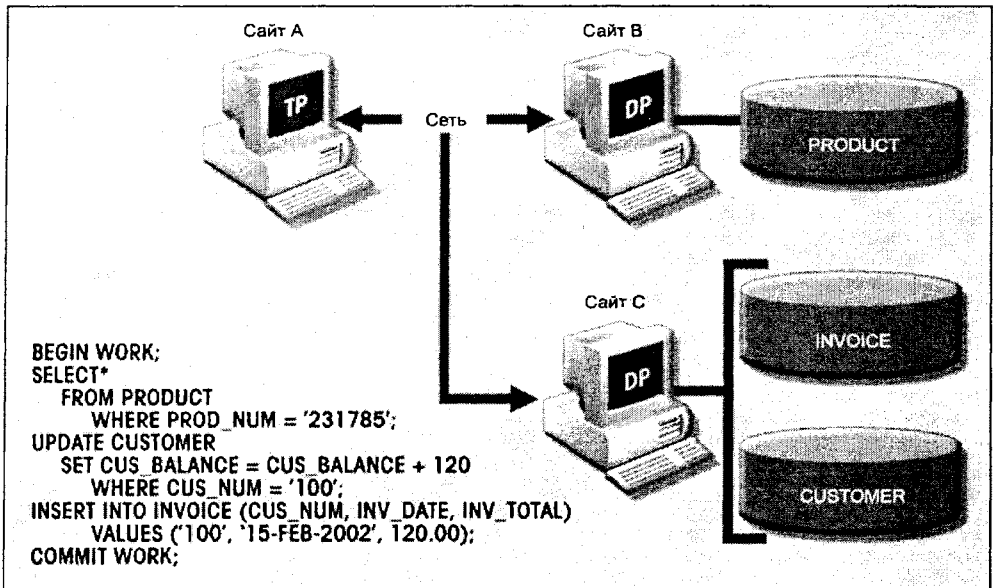 Сайт А
Сайт В
TP
Сеть
DP
PRODUCT
Сайт С
DP
INVOICE
CUSTOMER
BEGIN WORK;
SELECT*
FROM PRODUCT
WHERE PROD_NUM = '231785';
UPDATE CUSTOMER
SET CUS_BALANCE = CUS_BALANCE + 120
WHERE CUS_NUM = '100';
INSERT INTO INVOICE (CUS_NUM, INV_DATE, INV_TOTAL)
VALUES ('100', '15-FEB-2002', 120.00);
COMMIT WORK;